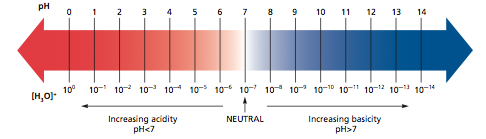 pH 0 1 2 3 4 5 6 7 8 9 10 11 12 13 14
[H₃O]⁺ 10⁰ 10⁻¹ 10⁻² 10⁻³ 10⁻⁴ 10⁻⁵ 10⁻⁶ 10⁻⁷ 10⁻⁸ 10⁻⁹ 10⁻¹⁰ 10⁻¹¹ 10⁻¹² 10⁻¹³ 10⁻¹⁴
Increasing acidity NEUTRAL Increasing basicity
pH<7 pH>7